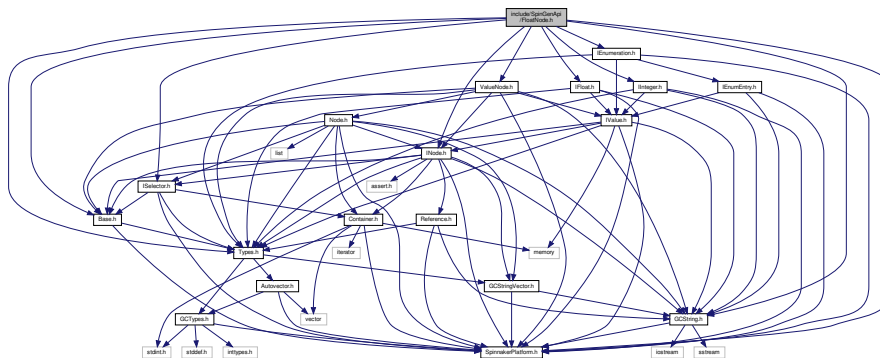 include/SpinGenApi
/FloatNode.h
IEnumeration.h
ValueNode.h
IFloat.h
IInteger.h
IEnumEntry.h
Node.h
IValue.h
list
INode.h
ISelector.h
assert.h
Base.h
Container.h
Reference.h
Types.h
iterator
memory
Autovector.h
GCStringVector.h
GCTypes.h
vector
GCString.h
stdint.h
stddef.h
inttypes.h
SpinnakerPlatform.h
iostream
sstream